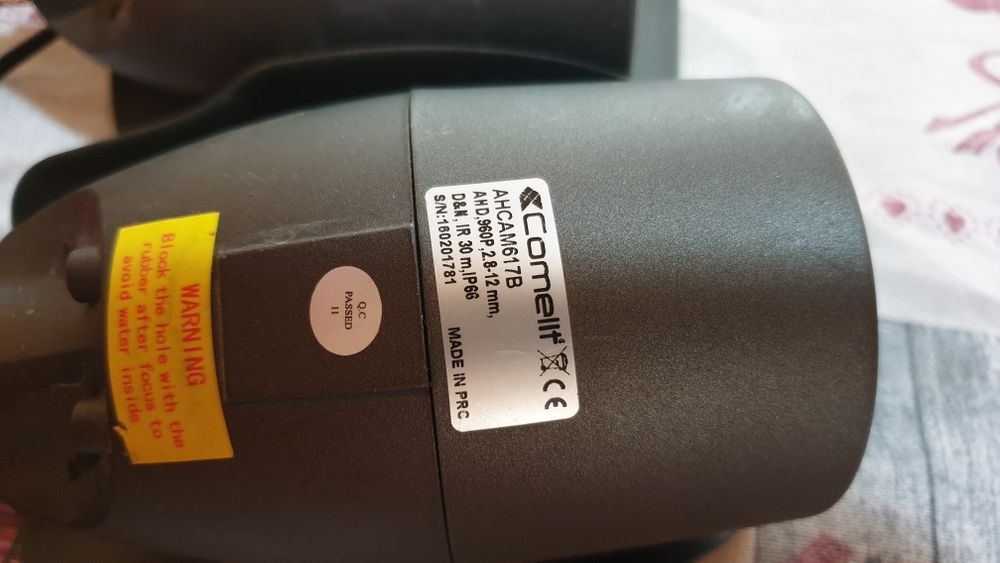 WARNING
Block the hole with the
rubber after focus to
avoid water inside
Q.C
PASSED
11
Comelit
AHCAM617B
AHD,960P,2.8-12 mm,
D&N, IR 30 m,IP66
S/N:160201781 MADE IN PRC
CE